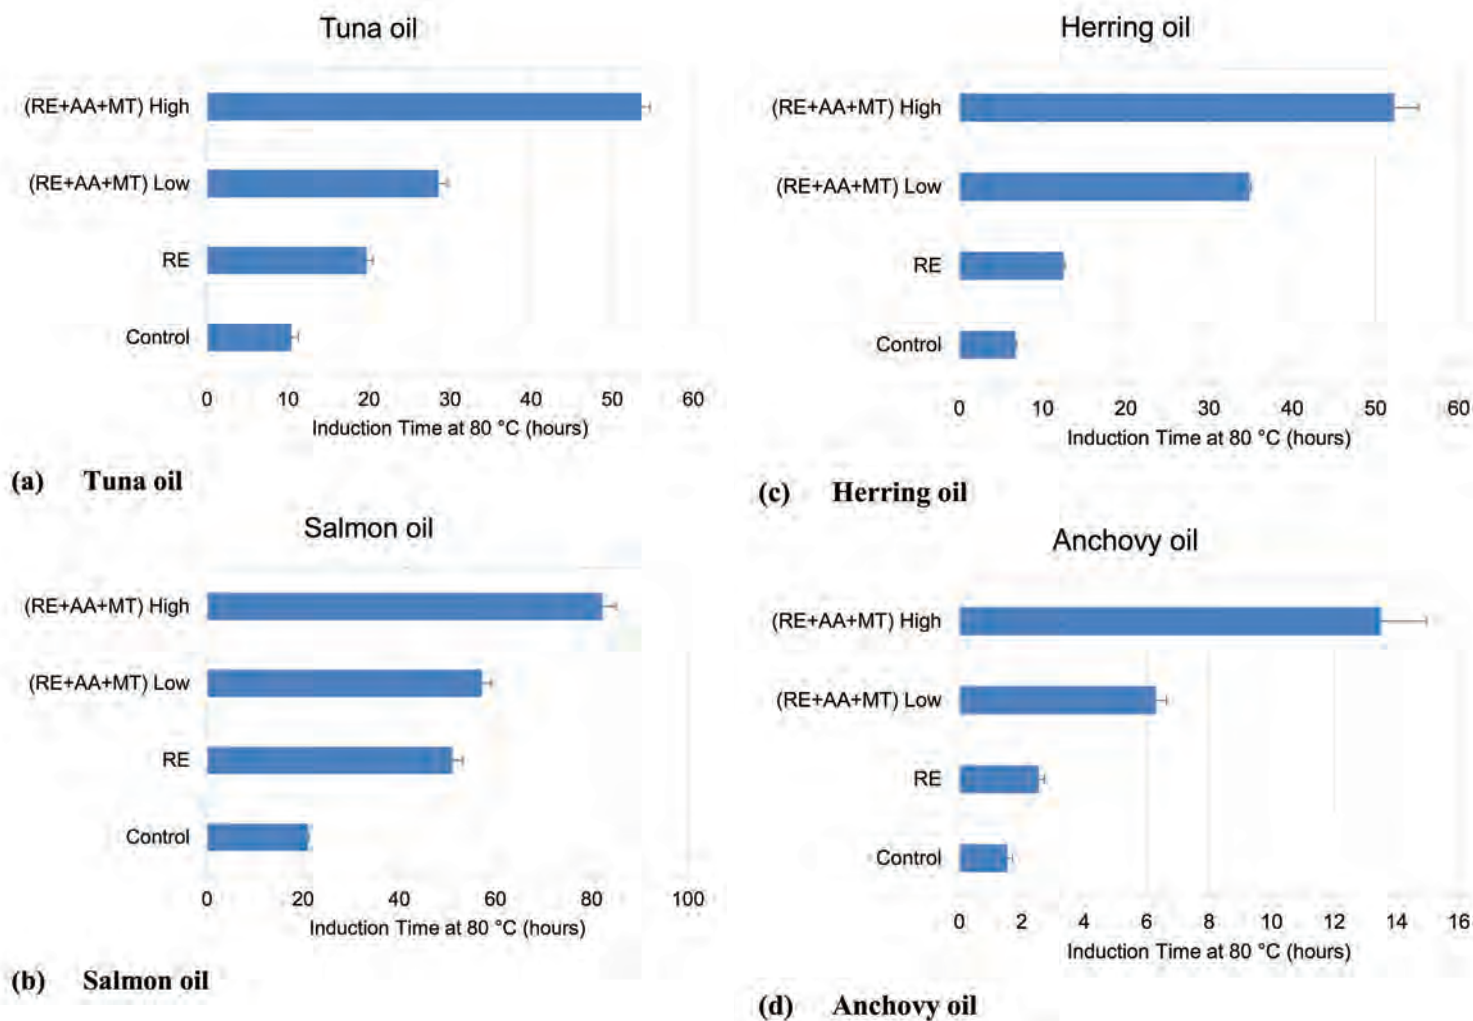 Tuna oil
(RE+AA+MT) High
(RE+AA+MT) Low
RE
Control
0 10 20 30 40 50 60
Induction Time at 80 °C (hours)
(a) Tuna oil
Salmon oil
(RE+AA+MT) High
(RE+AA+MT) Low
RE
Control
0 20 40 60 80 100
Induction Time at 80 °C (hours)
(b) Salmon oil
Herring oil
(RE+AA+MT) High
(RE+AA+MT) Low
RE
Control
0 10 20 30 40 50 60
Induction Time at 80 °C (hours)
(c) Herring oil
Anchovy oil
(RE+AA+MT) High
(RE+AA+MT) Low
RE
Control
0 2 4 6 8 10 12 14 16
Induction Time at 80 °C (hours)
(d) Anchovy oil